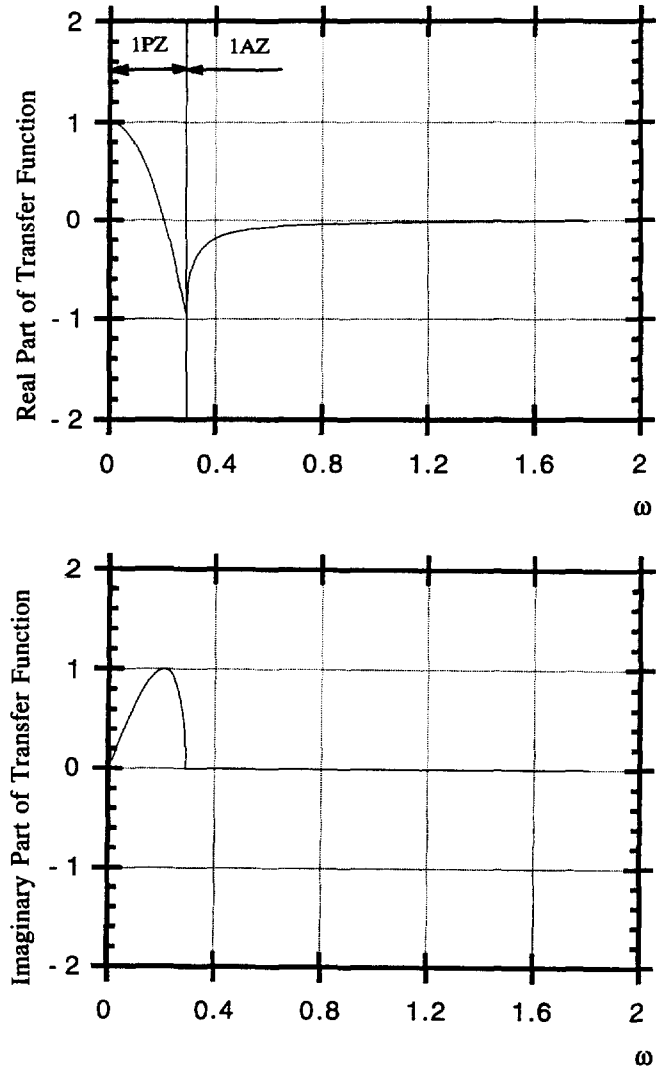 2
1PZ 1AZ
1
0
- 1
- 2
Real Part of Transfer Function
0 0.4 0.8 1.2 1.6 2
ω
2
1
0
- 1
- 2
Imaginary Part of Transfer Function
0 0.4 0.8 1.2 1.6 2
ω